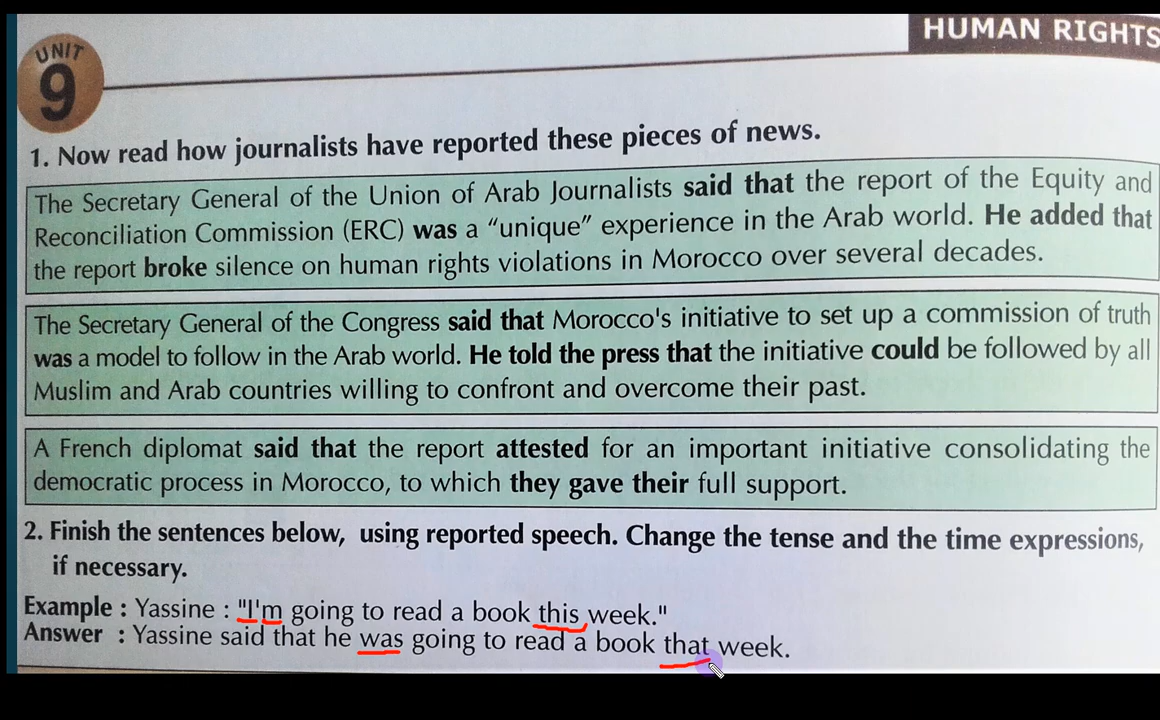 HUMAN RIGHTS
UNIT
9
1. Now read how journalists have reported these pieces of news.
The Secretary General of the Union of Arab Journalists said that the report of the Equity and
Reconciliation Commission (ERC) was a “unique” experience in the Arab world. He added that
the report broke silence on human rights violations in Morocco over several decades.
The Secretary General of the Congress said that Morocco's initiative to set up a commission of truth
was a model to follow in the Arab world. He told the press that the initiative could be followed by all
Muslim and Arab countries willing to confront and overcome their past.
A French diplomat said that the report attested for an important initiative consolidating the
democratic process in Morocco, to which they gave their full support.
2. Finish the sentences below, using reported speech. Change the tense and the time expressions,
if necessary.
Example : Yassine : "I'm going to read a book this week."
Answer : Yassine said that he was going to read a book that week.